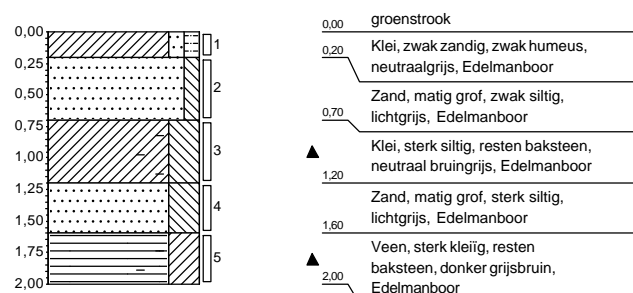 0,00
0,25
0,50
0,75
1,00
1,25
1,50
1,75
2,00
1
2
3
4
5
0,00 groenstrook
0,20 Klei, zwak zandig, zwak humeus,
neutraalgrijs, Edelmanboor
Zand, matig grof, zwak siltig,
0,70 lichtgrijs, Edelmanboor
Klei, sterk siltig, resten baksteen,
neutraal bruingrijs, Edelmanboor
1,20
Zand, matig grof, sterk siltig,
lichtgrijs, Edelmanboor
1,60
Veen, sterk kleiïg, resten
baksteen, donker grijsbruin,
2,00 Edelmanboor